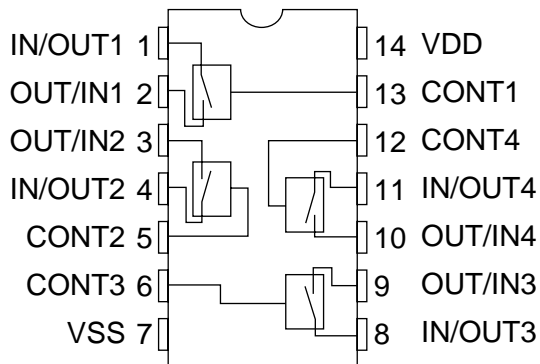 IN/OUT1 1
14 VDD
OUT/IN1 2
13 CONT1
OUT/IN2 3
12 CONT4
IN/OUT2 4
11 IN/OUT4
CONT2 5
10 OUT/IN4
CONT3 6
9 OUT/IN3
VSS 7
8 IN/OUT3